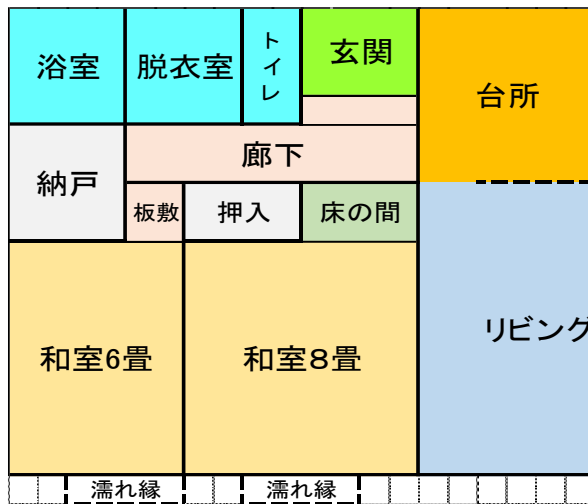 浴室
脱衣室
トイレ
玄関
台所
納戸
廊下
板敷
押入
床の間
リビング
和室6畳
和室８畳
濡れ縁
濡れ縁